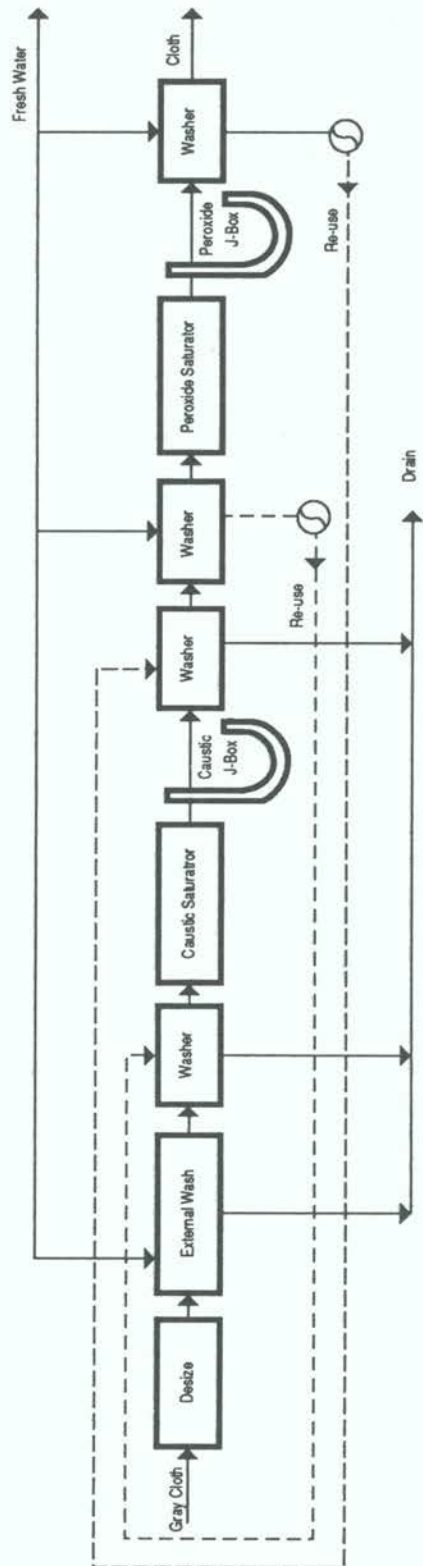 Fresh Water
Gray Cloth
Desize
External Wash
Washer
Caustic Saturatror
Caustic
J-Box
Washer
Washer
Peroxide Saturator
Peroxide
J-Box
Washer
Cloth
Re-use
Re-use
Drain